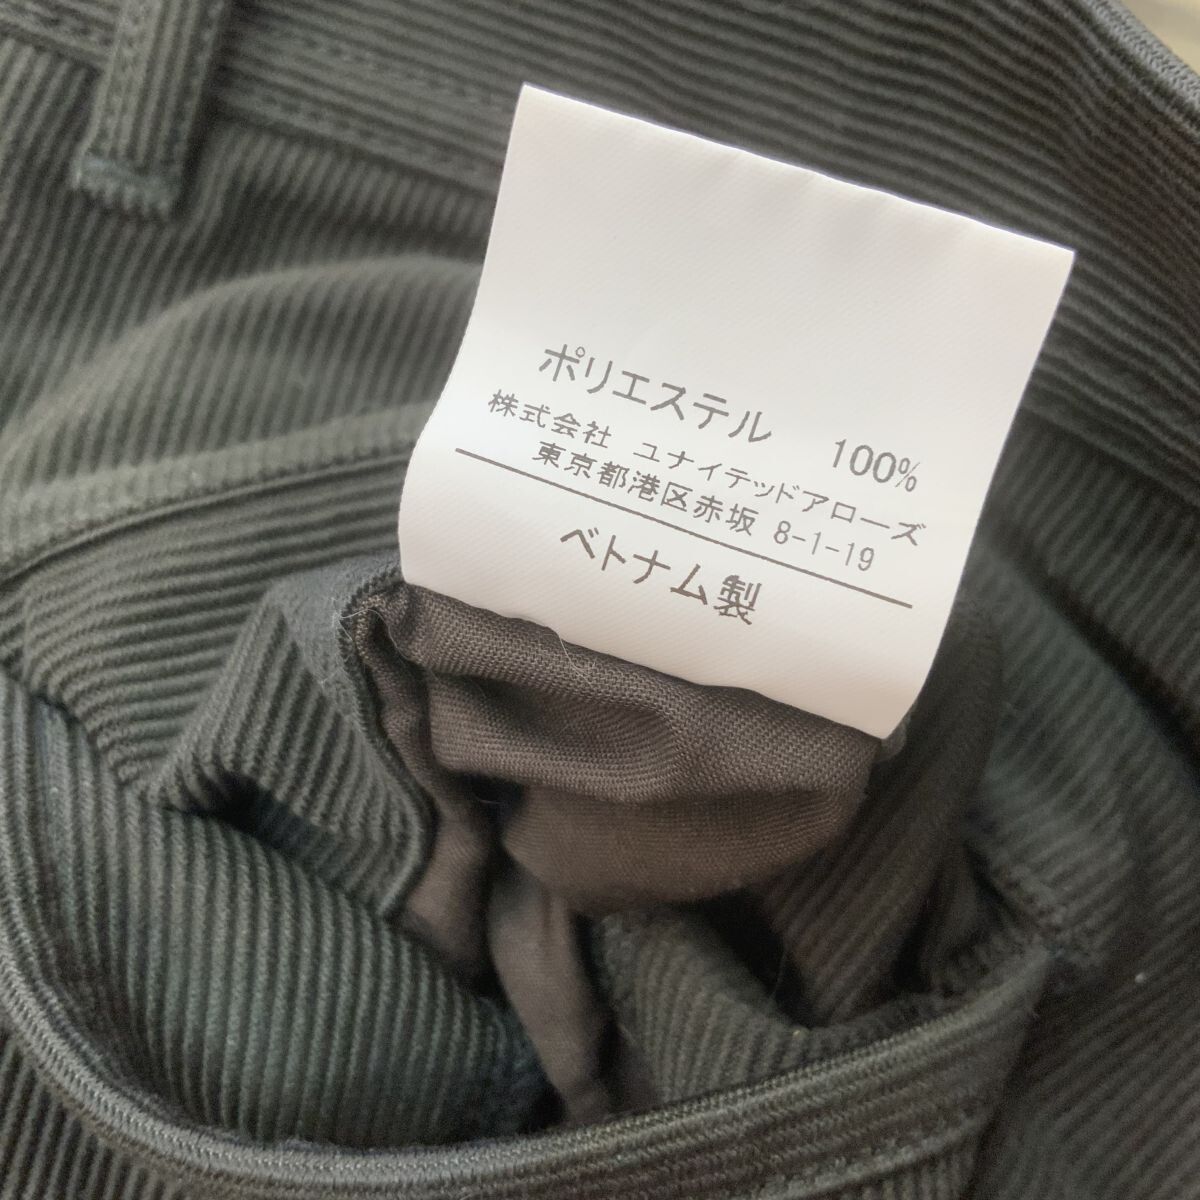 ポリエステル 100%
株式会社 ユナイテッドアローズ
東京都港区赤坂 8-1-19
ベトナム製